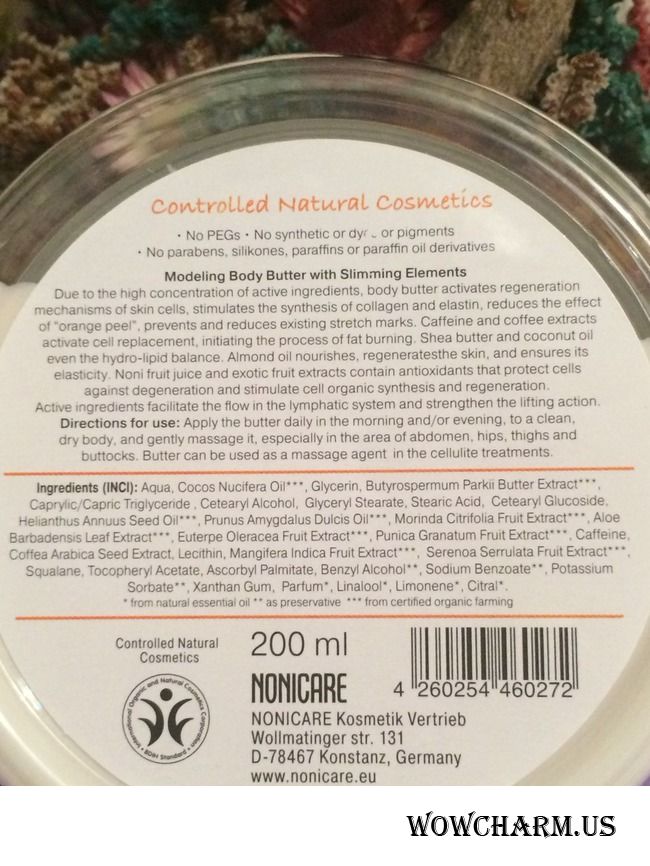 Controlled Natural Cosmetics
· No PEGs · No synthetic or or pigments
· No parabens, silikones, paraffins or paraffin oil derivatives
Modeling Body Butter with Slimming Elements
Due to the high concentration of active ingredients, body butter activates regeneration
mechanisms of skin cells, stimulates the synthesis of collagen and elastin, reduces the effect
of "orange peel", prevents and reduces existing stretch marks. Caffeine and coffee extracts
activate cell replacement, initiating the process of fat burning. Shea butter and coconut oil
even the hydro-lipid balance. Almond oil nourishes, regeneratesthe skin, and ensures its
elasticity. Noni fruit juice and exotic fruit extracts contain antioxidants that protect cells
against degeneration and stimulate cell organic synthesis and regeneration.
Active ingredients facilitate the flow in the lymphatic system and strengthen the lifting action.
Directions for use: Apply the butter daily in the morning and/or evening, to a clean,
dry body, and gently massage it, especially in the area of abdomen, hips, thighs and
buttocks. Butter can be used as a massage agent in the cellulite treatments.
Ingredients (INCI): Aqua, Cocos Nucifera Oil***, Glycerin, Butyrospermum Parkii Butter Extract***,
Caprylic/Capric Triglyceride , Cetearyl Alcohol, Glyceryl Stearate, Stearic Acid, Cetearyl Glucoside,
Helianthus Annuus Seed Oil***, Prunus Amygdalus Dulcis Oil***, Morinda Citrifolia Fruit Extract***, Aloe
Barbadensis Leaf Extract***, Euterpe Oleracea Fruit Extract***, Punica Granatum Fruit Extract***, Caffeine,
Coffea Arabica Seed Extract, Lecithin, Mangifera Indica Fruit Extract***, Serenoa Serrulata Fruit Extract***,
Squalane, Tocopheryl Acetate, Ascorbyl Palmitate, Benzyl Alcohol**, Sodium Benzoate**, Potassium
Sorbate**, Xanthan Gum, Parfum*, Linalool*, Limonene*, Citral*.
* from natural essential oil ** as preservative *** from certified organic farming
Controlled Natural
Cosmetics
200 ml
International Organic and Natural Cosmetics Corporation
· BDIH Standard ·
NONICARE
4 260254 460272
NONICARE Kosmetik Vertrieb
Wollmatinger str. 131
D-78467 Konstanz, Germany
www.nonicare.eu
WOWCHARM.US